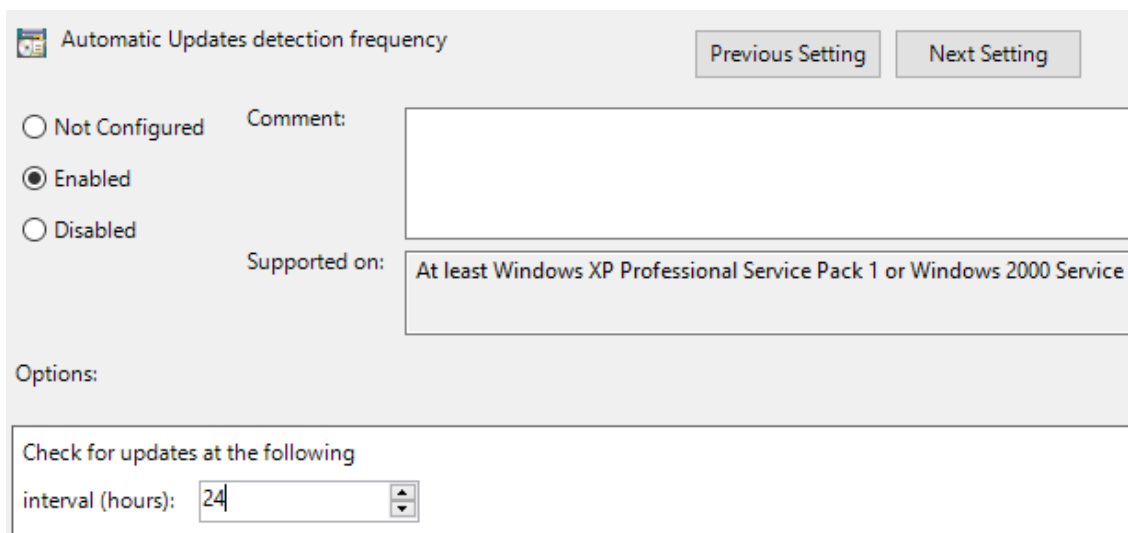 Automatic Updates detection frequency
Previous Setting
Next Setting
Not Configured
Comment:
Enabled
Disabled
Supported on:
At least Windows XP Professional Service Pack 1 or Windows 2000 Service
Options:
Check for updates at the following
interval (hours): 24